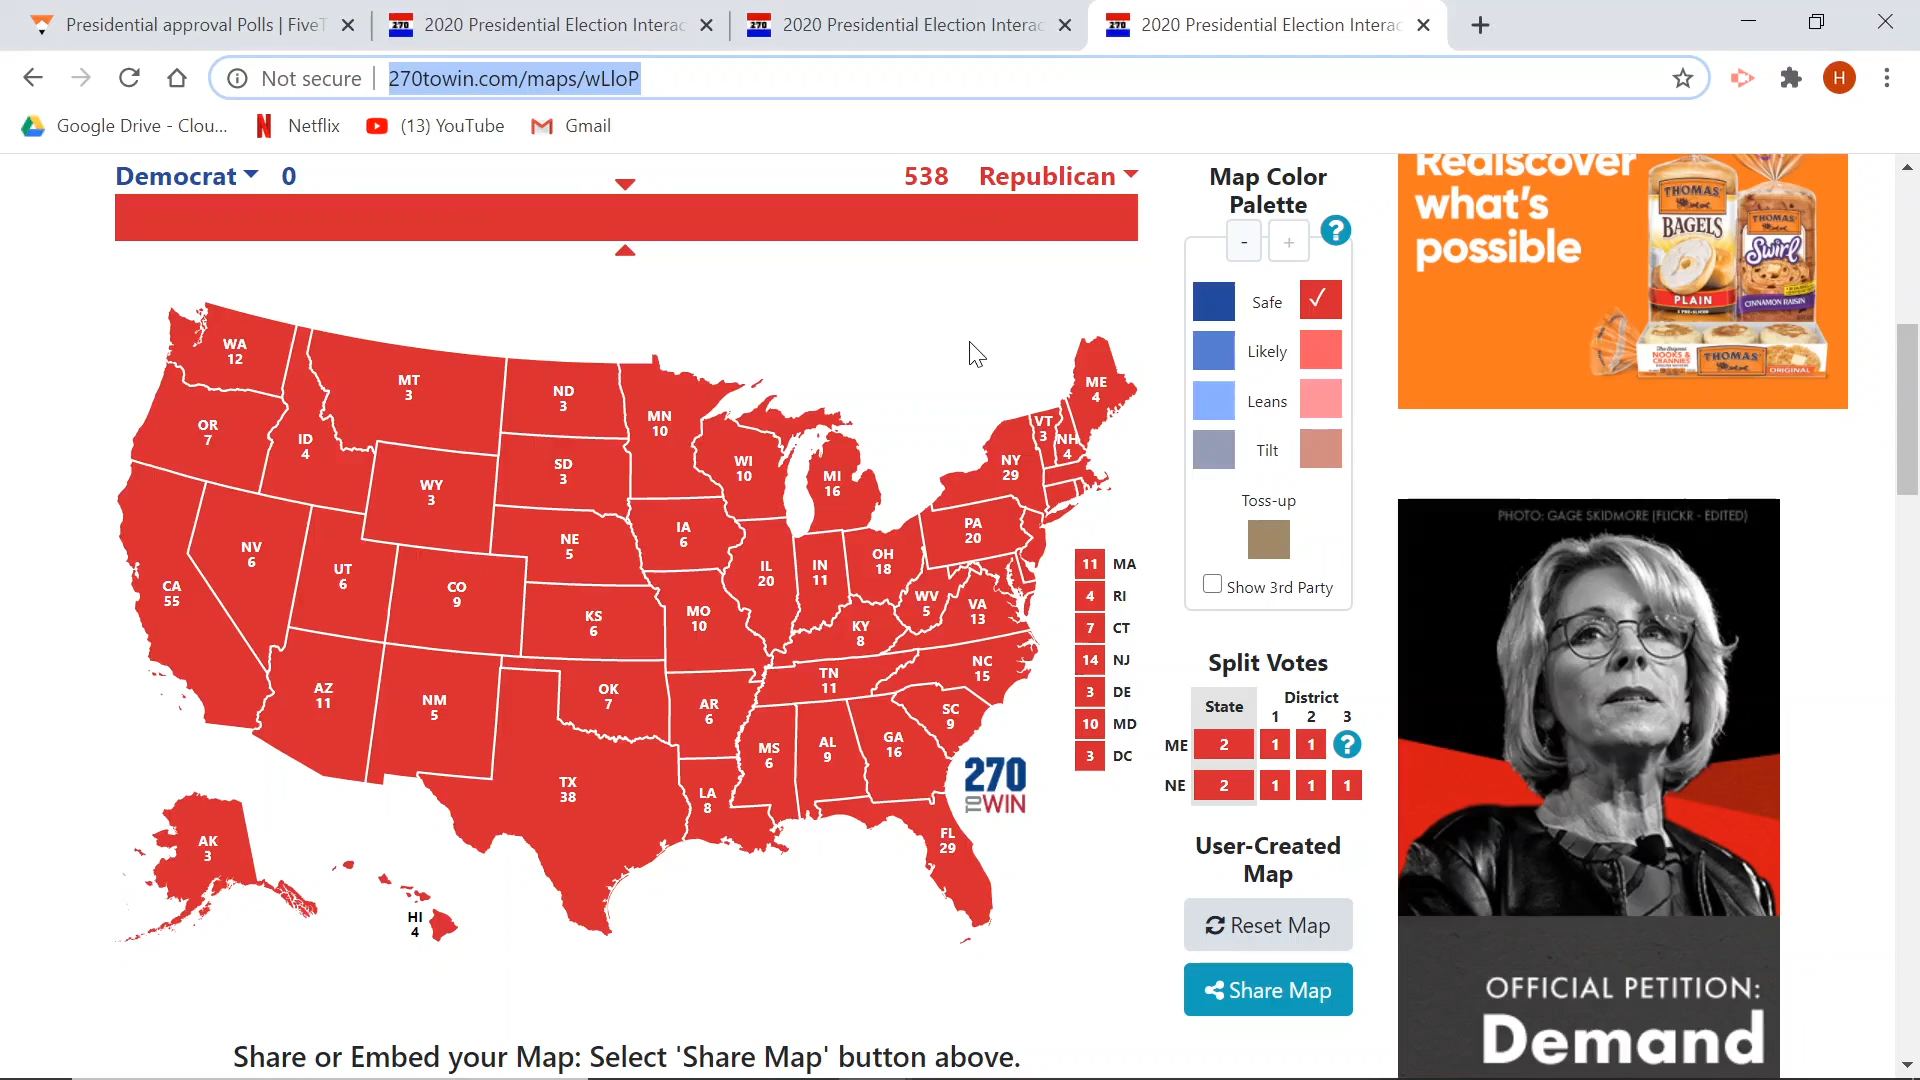 Presidential approval Polls | FiveT
2020 Presidential Election Interac
2020 Presidential Election Interac
2020 Presidential Election Interac
Not secure
270towin.com/maps/wLloP
H
Google Drive - Clou...
Netflix
(13) YouTube
Gmail
Democrat 0
538 Republican
WA
12
OR
7
CA
55
NV
6
ID
4
MT
3
WY
3
UT
6
AZ
11
CO
9
NM
5
ND
3
SD
3
NE
5
KS
6
OK
7
TX
38
MN
10
IA
6
MO
10
AR
6
LA
8
WI
10
IL
20
MI
16
IN
11
OH
18
KY
8
TN
11
MS
6
AL
9
GA
16
FL
29
SC
9
NC
15
VA
13
WV
5
PA
20
NY
29
VT
3
NH
4
ME
4
AK
3
HI
4
11 MA
4 RI
7 CT
14 NJ
3 DE
10 MD
3 DC
270
TO WIN
Map Color
Palette
- +
?
Safe
Likely
Leans
Tilt
Toss-up
Show 3rd Party
Split Votes
State District
1 2 3
ME 2 1 1 ?
NE 2 1 1 1
User-Created
Map
Reset Map
Share Map
Share or Embed your Map: Select 'Share Map' button above.
Rediscover
what's
possible
THOMAS'
BAGELS
PLAIN
THOMAS'
Swirl
CINNAMON RAISIN
The Original
NOOKS &
CRANNIES
THOMAS'
ORIGINAL
PHOTO: GAGE SKIDMORE (FLICKR - EDITED)
OFFICIAL PETITION:
Demand